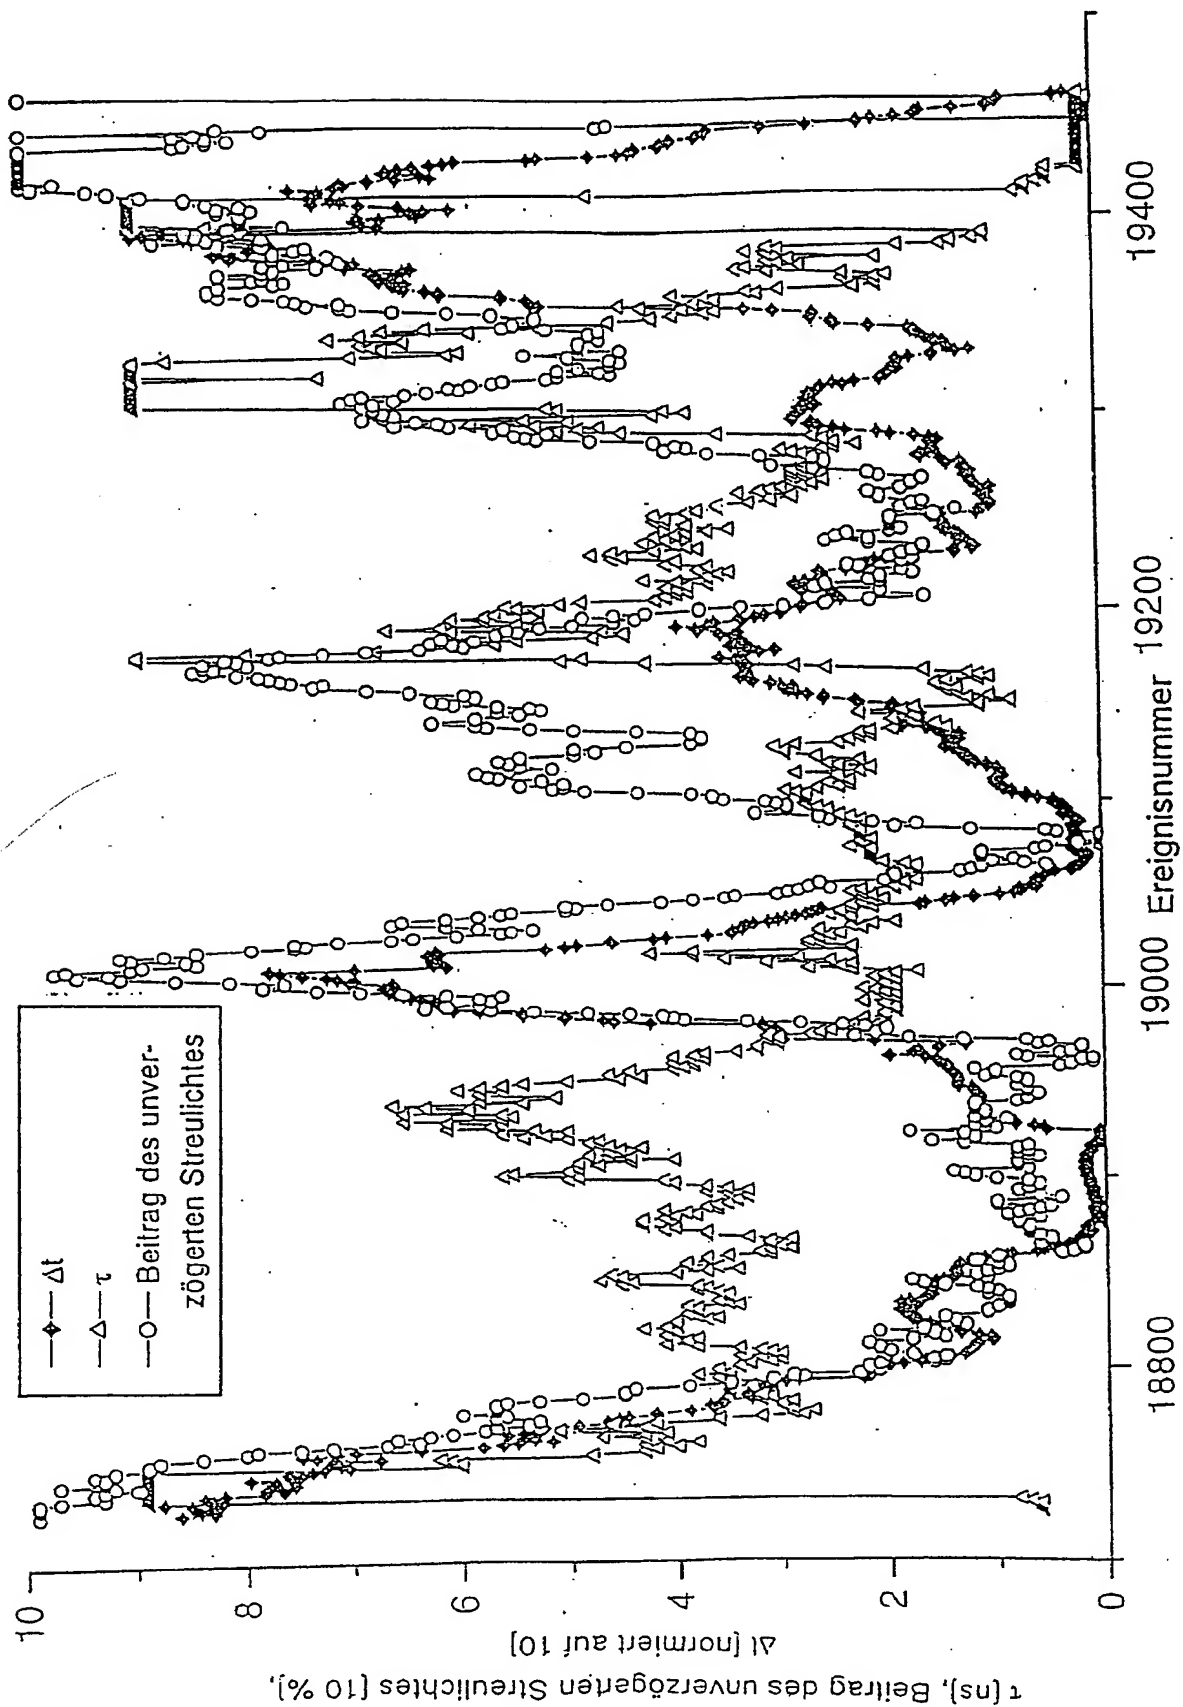 τ [ns], Beitrag des unverzögerten Streulichtes [10 %],
Δt [normiert auf 10]
10
8
6
4
2
0
Δt
τ
Beitrag des unver-
zögerten Streulichtes
18800
19000
Ereignisnummer
19200
19400